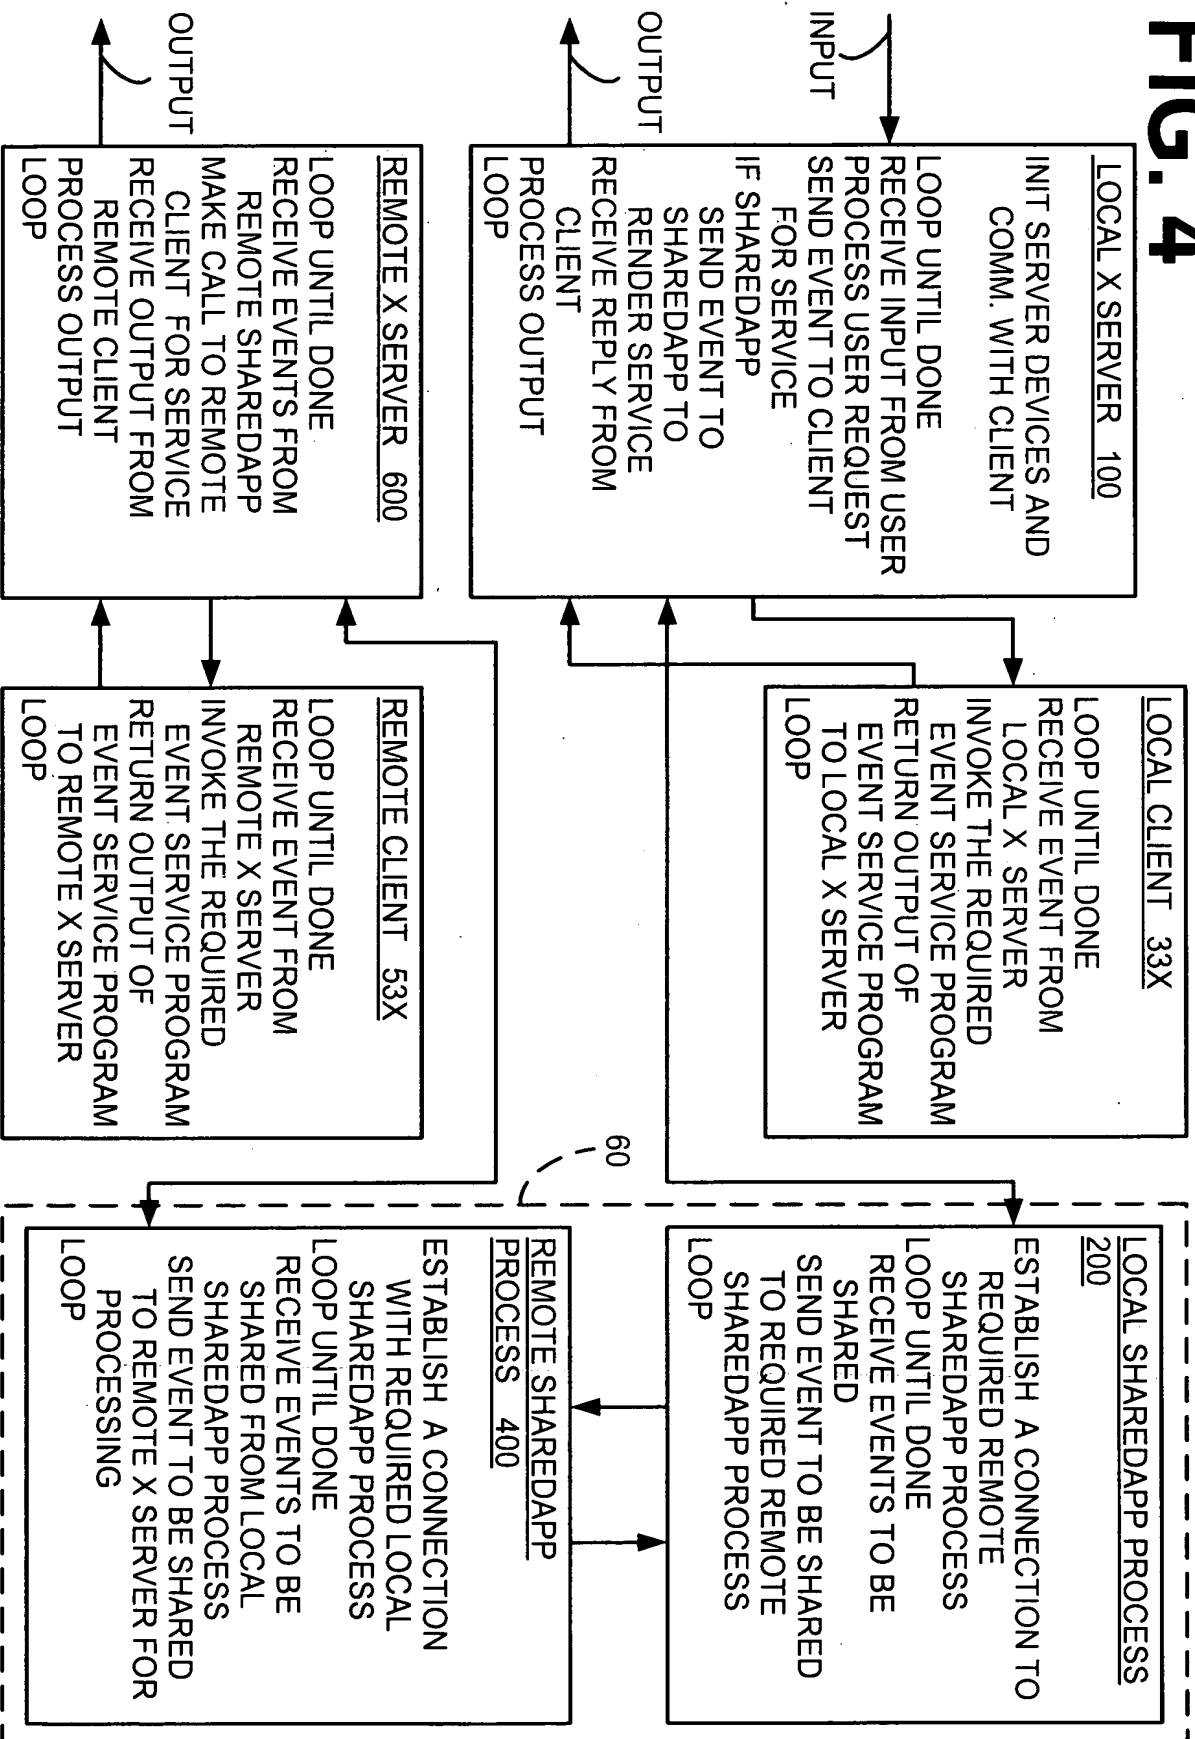 FIG. 4
INPUT
OUTPUT
LOCAL X SERVER 100
INIT SERVER DEVICES AND
COMM. WITH CLIENT
LOOP UNTIL DONE
RECEIVE INPUT FROM USER
PROCESS USER REQUEST
SEND EVENT TO CLIENT
FOR SERVICE
IF SHAREDAPP
SEND EVENT TO
SHAREDAPP TO
RENDER SERVICE
RECEIVE REPLY FROM
CLIENT
PROCESS OUTPUT
LOOP
LOCAL CLIENT 33X
LOOP UNTIL DONE
RECEIVE EVENT FROM
LOCAL X SERVER
INVOKE THE REQUIRED
EVENT SERVICE PROGRAM
RETURN OUTPUT OF
EVENT SERVICE PROGRAM
TO LOCAL X SERVER
LOOP
LOCAL SHAREDAPP PROCESS
200
ESTABLISH A CONNECTION TO
REQUIRED REMOTE
SHAREDAPP PROCESS
LOOP UNTIL DONE
RECEIVE EVENTS TO BE
SHARED
SEND EVENT TO BE SHARED
TO REQUIRED REMOTE
SHAREDAPP PROCESS
LOOP
60
OUTPUT
REMOTE X SERVER 600
LOOP UNTIL DONE
RECEIVE EVENTS FROM
REMOTE SHAREDAPP
MAKE CALL TO REMOTE
CLIENT FOR SERVICE
RECEIVE OUTPUT FROM
REMOTE CLIENT
PROCESS OUTPUT
LOOP
REMOTE CLIENT 53X
LOOP UNTIL DONE
RECEIVE EVENT FROM
REMOTE X SERVER
INVOKE THE REQUIRED
EVENT SERVICE PROGRAM
RETURN OUTPUT OF
EVENT SERVICE PROGRAM
TO REMOTE X SERVER
LOOP
REMOTE SHAREDAPP
PROCESS 400
ESTABLISH A CONNECTION
WITH REQUIRED LOCAL
SHAREDAPP PROCESS
LOOP UNTIL DONE
RECEIVE EVENTS TO BE
SHARED FROM LOCAL
SHAREDAPP PROCESS
SEND EVENT TO BE SHARED
TO REMOTE X SERVER FOR
PROCESSING
LOOP